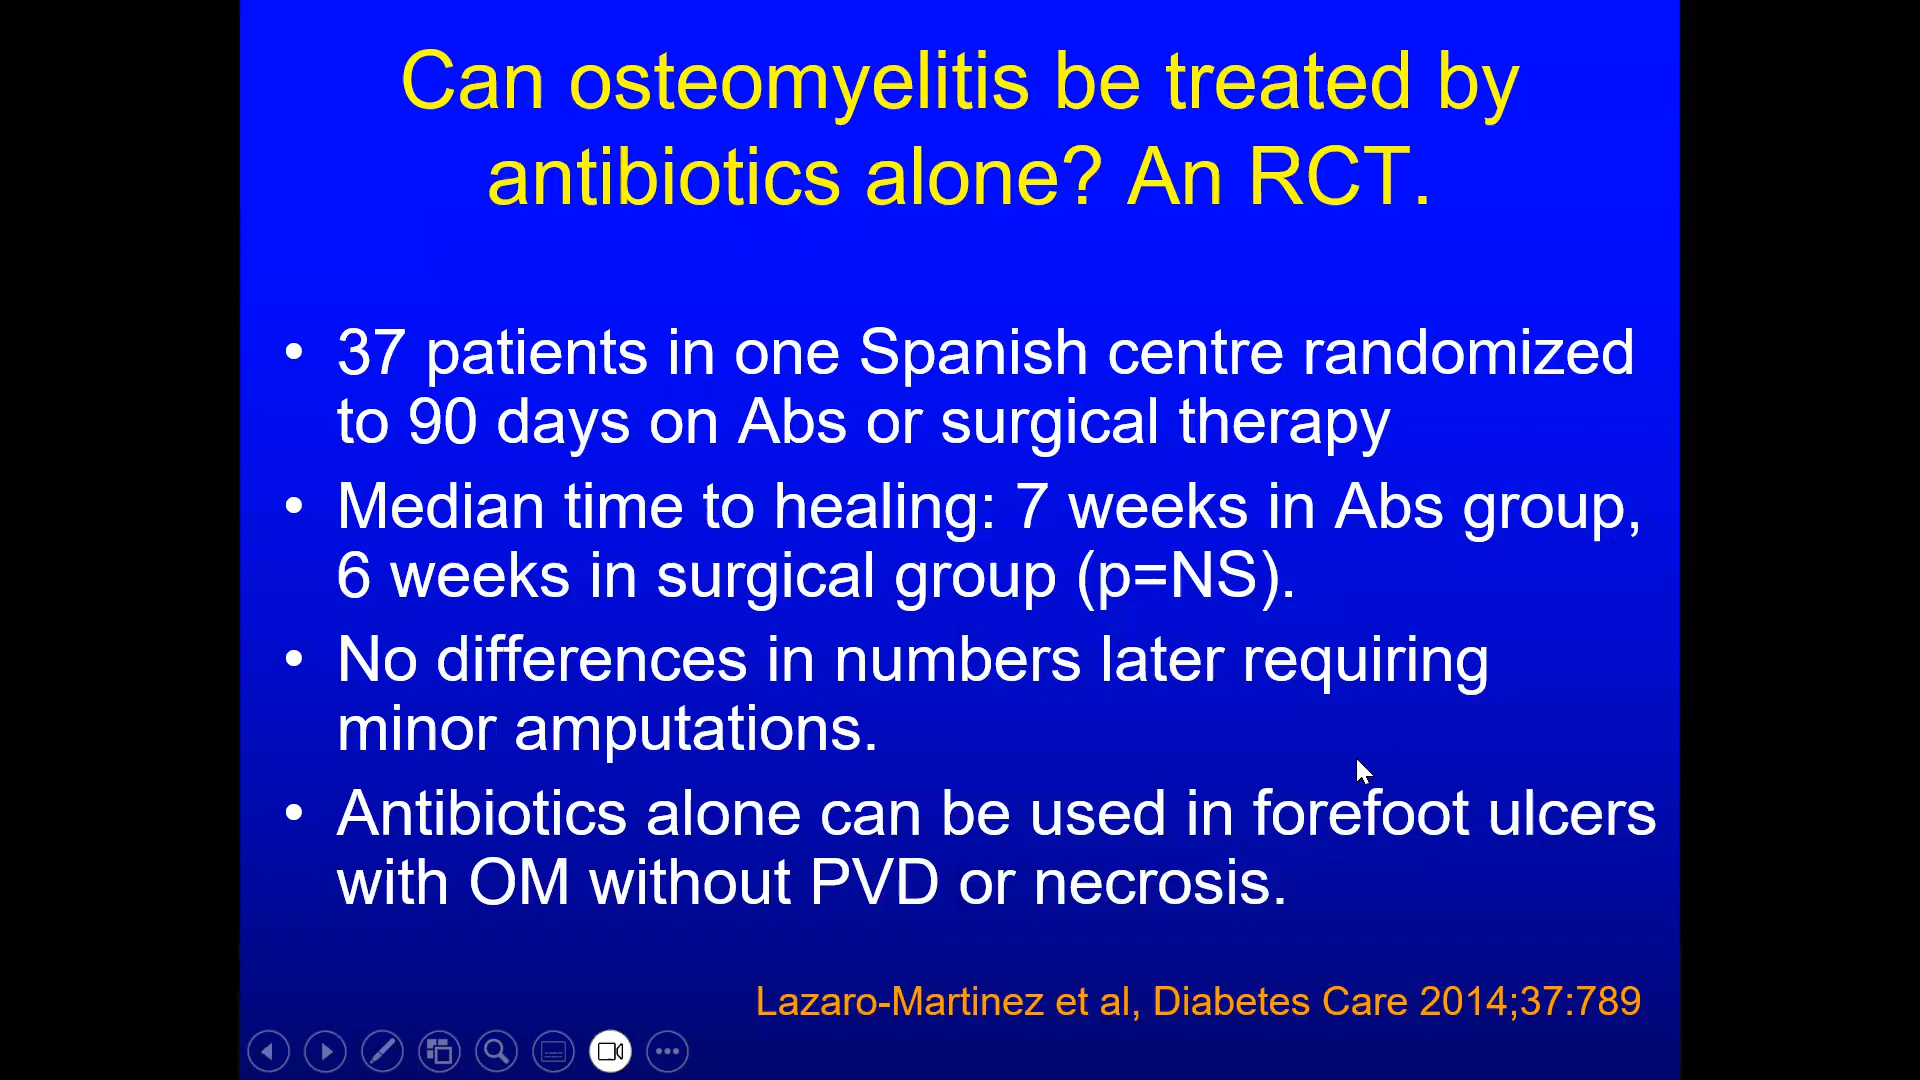 Can osteomyelitis be treated by
antibiotics alone? An RCT.
• 37 patients in one Spanish centre randomized
to 90 days on Abs or surgical therapy
• Median time to healing: 7 weeks in Abs group,
6 weeks in surgical group (p=NS).
• No differences in numbers later requiring
minor amputations.
• Antibiotics alone can be used in forefoot ulcers
with OM without PVD or necrosis.
Lazaro-Martinez et al, Diabetes Care 2014;37:789